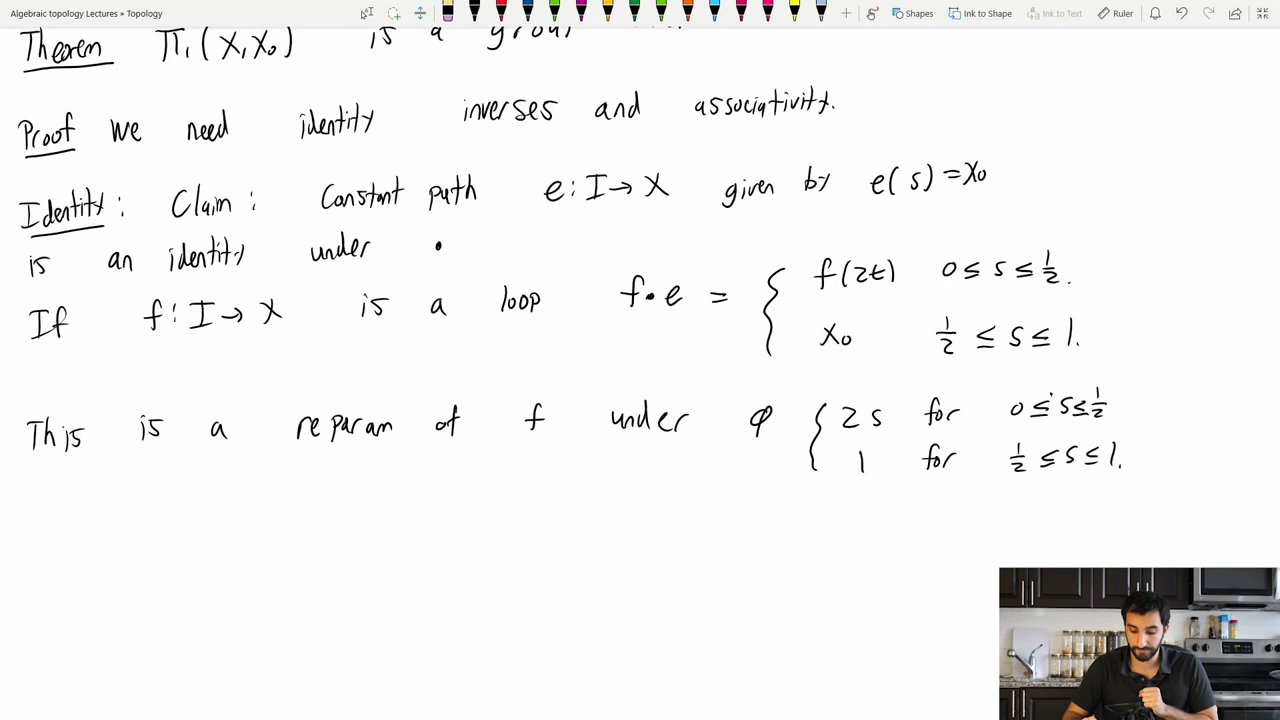 Algebraic topology Lectures – Topology
Shapes Ink to Shape Ink to Text Ruler
Theorem Π₁(X,x₀) is a group
Proof we need identity inverses and associativity.
Identity: Claim: Constant path e: I → X given by e(s) = x₀
is an identity under •
If f: I → X is a loop f•e = { f(2t) 0 ≤ s ≤ 1/2.
x₀ 1/2 ≤ s ≤ 1.
This is a reparam of f under φ { 2s for 0 ≤ s ≤ 1/2
1 for 1/2 ≤ s ≤ 1.